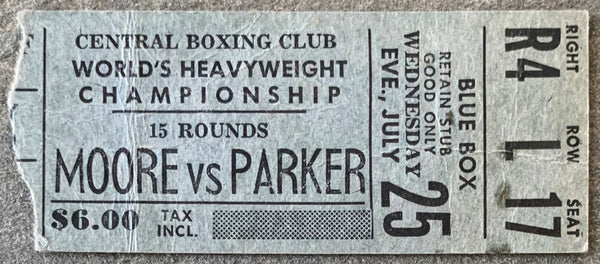 CENTRAL BOXING CLUB
WORLD'S HEAVYWEIGHT
CHAMPIONSHIP
15 ROUNDS
MOORE VS PARKER
$6.00 TAX INCL.
BLUE BOX
RETAIN STUB
GOOD ONLY
WEDNESDAY
EVE., JULY 25
RIGHT R4
ROW L
SEAT 17